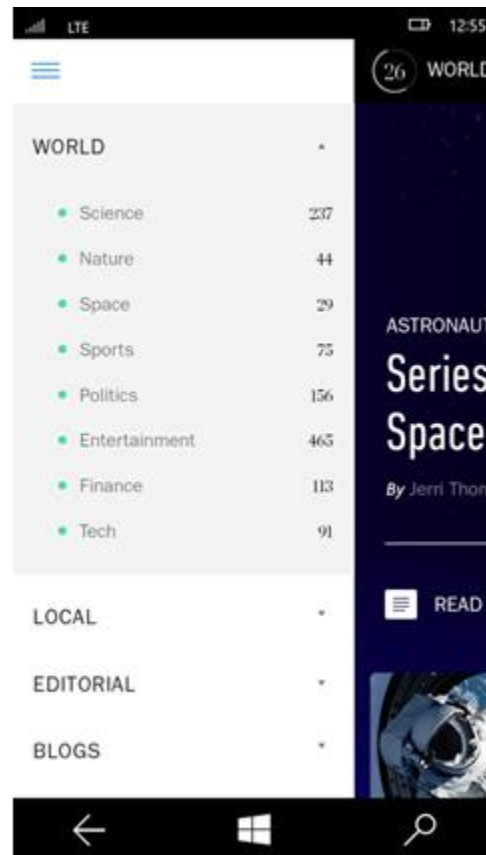 LTE 12:55
26 WORLD
WORLD
Science 237
Nature 44
Space 29
Sports 75
Politics 156
Entertainment 465
Finance 113
Tech 91
LOCAL
EDITORIAL
BLOGS
ASTRONAUT
Series
Space
By Jerri Thom
READ